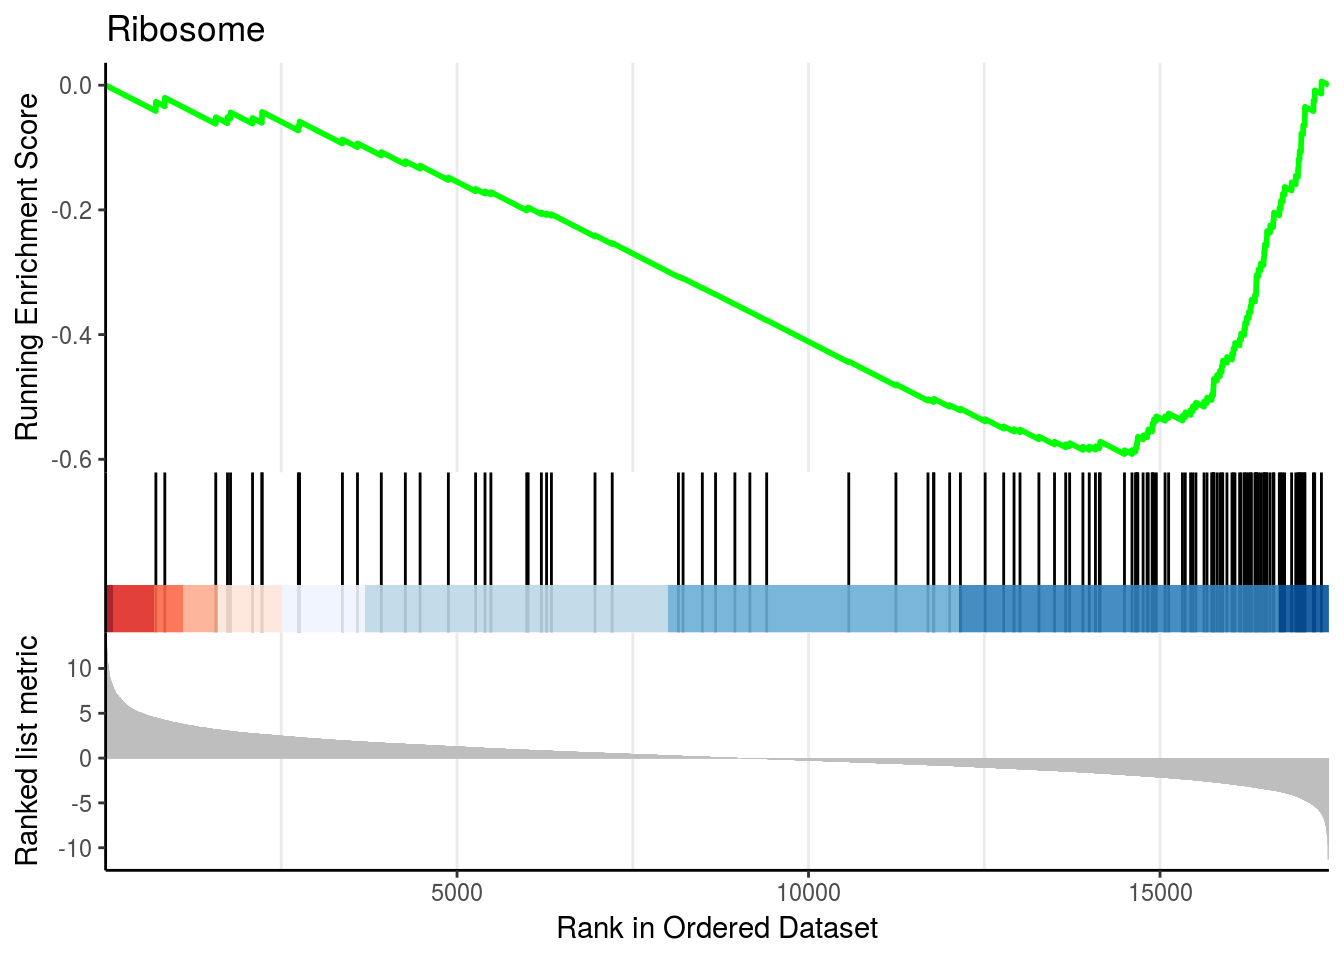 Ribosome
Running Enrichment Score
0.0
-0.2
-0.4
-0.6
Ranked list metric
10
5
0
-5
-10
5000 10000 15000
Rank in Ordered Dataset